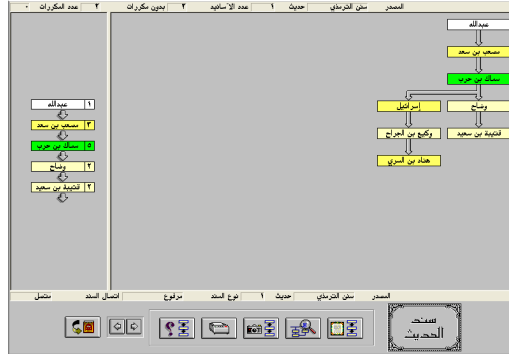 المصدر سنن الترمذي حديث ١ عدد الأسانيد ٢ بدون مكررات ٢ عدد المكررات ٠
عبدالله
مصعب بن سعد
سماك بن حرب
وضاح إسرائيل
قتيبة بن سعيد وكيع بن الجراح
هناد بن السري
١ عبدالله
٣ مصعب بن سعد
٥ سماك بن حرب
٢ وضاح
٢ قتيبة بن سعيد
المصدر سنن الترمذي حديث ١ نوع السند مرفوع اتصال السند متصل
سند
الحديث